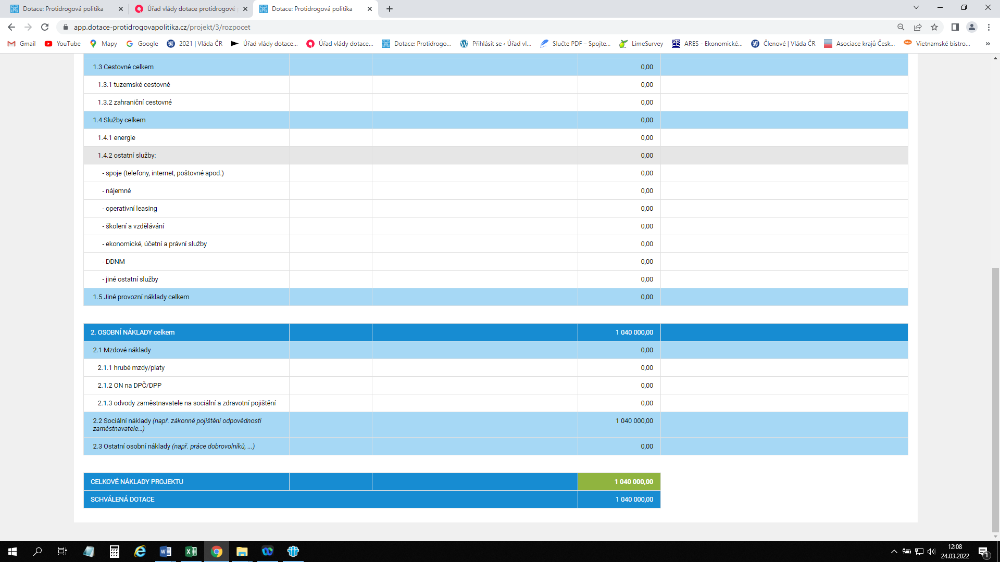 Dotace: Protidrogová politika
Úřad vlády dotace protidrogové
Dotace: Protidrogová politika
app.dotace-protidrogovapolitika.cz/projekt/3/rozpocet
Gmail YouTube Mapy Google 2021 | Vláda ČR Úřad vlády dotace... Úřad vlády dotace... Dotace: Protidrogo... Přihlásit se ‹ Úřad vl... Slučte PDF – Spojte... LimeSurvey ARES - Ekonomické... Členové | Vláda ČR Asociace krajů Česk... Vietnamské bistro... »
1.3 Cestovné celkem 0,00
1.3.1 tuzemské cestovné 0,00
1.3.2 zahraniční cestovné 0,00
1.4 Služby celkem 0,00
1.4.1 energie 0,00
1.4.2 ostatní služby: 0,00
- spoje (telefony, internet, poštovné apod.) 0,00
- nájemné 0,00
- operativní leasing 0,00
- školení a vzdělávání 0,00
- ekonomické, účetní a právní služby 0,00
- DDNM 0,00
- jiné ostatní služby 0,00
1.5 Jiné provozní náklady celkem 0,00
2. OSOBNÍ NÁKLADY celkem 1 040 000,00
2.1 Mzdové náklady 0,00
2.1.1 hrubé mzdy/platy 0,00
2.1.2 ON na DPČ/DPP 0,00
2.1.3 odvody zaměstnavatele na sociální a zdravotní pojištění 0,00
2.2 Sociální náklady (např. zákonné pojištění odpovědnosti 1 040 000,00
zaměstnavatele...)
2.3 Ostatní osobní náklady (např. práce dobrovolníků, ...) 0,00
CELKOVÉ NÁKLADY PROJEKTU 1 040 000,00
SCHVÁLENÁ DOTACE 1 040 000,00
12:08
24.03.2022
1